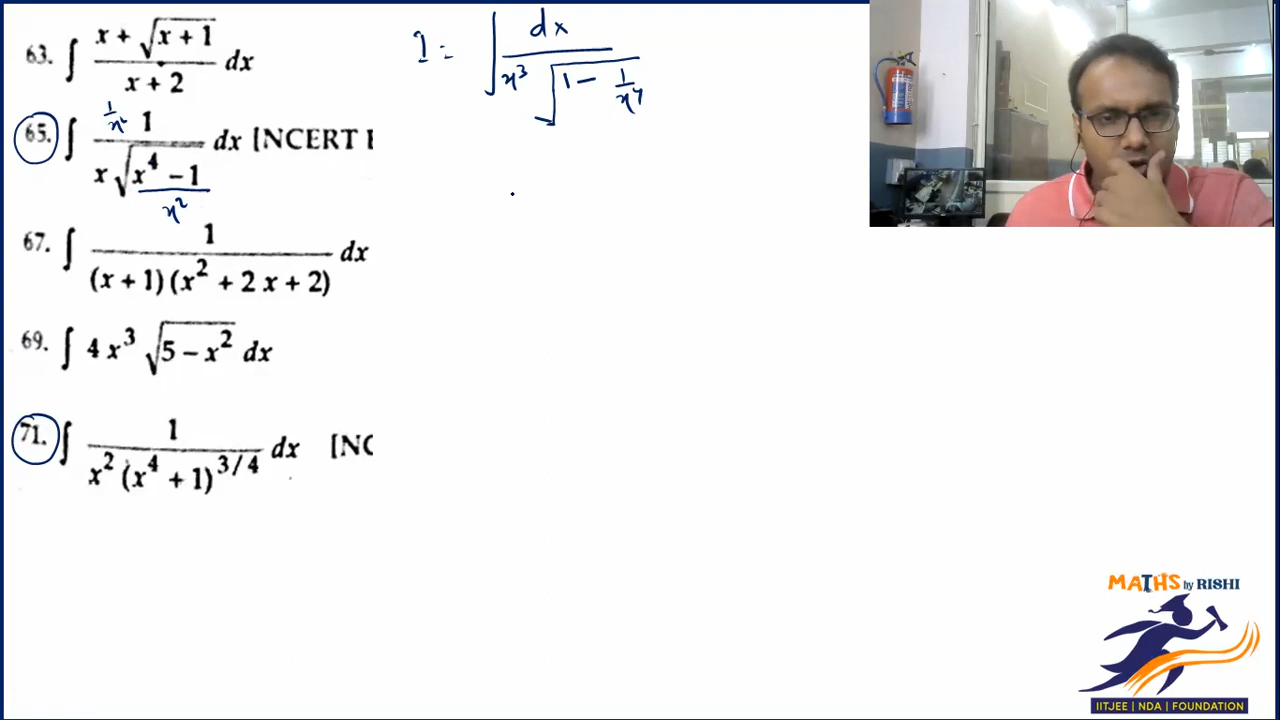 63. ∫ (x + √(x + 1))/(x + 2) dx
I = ∫ dx/(x³ √(1 − 1/x⁴))
65. ∫ 1/(x√(x⁴ − 1)) dx [NCERT E
1/x²
x²
67. ∫ 1/((x + 1)(x² + 2x + 2)) dx
69. ∫ 4x³ √(5 − x²) dx
71. ∫ 1/(x² (x⁴ + 1)^(3/4)) dx [NC
MATHS by RISHI
IITJEE | NDA | FOUNDATION